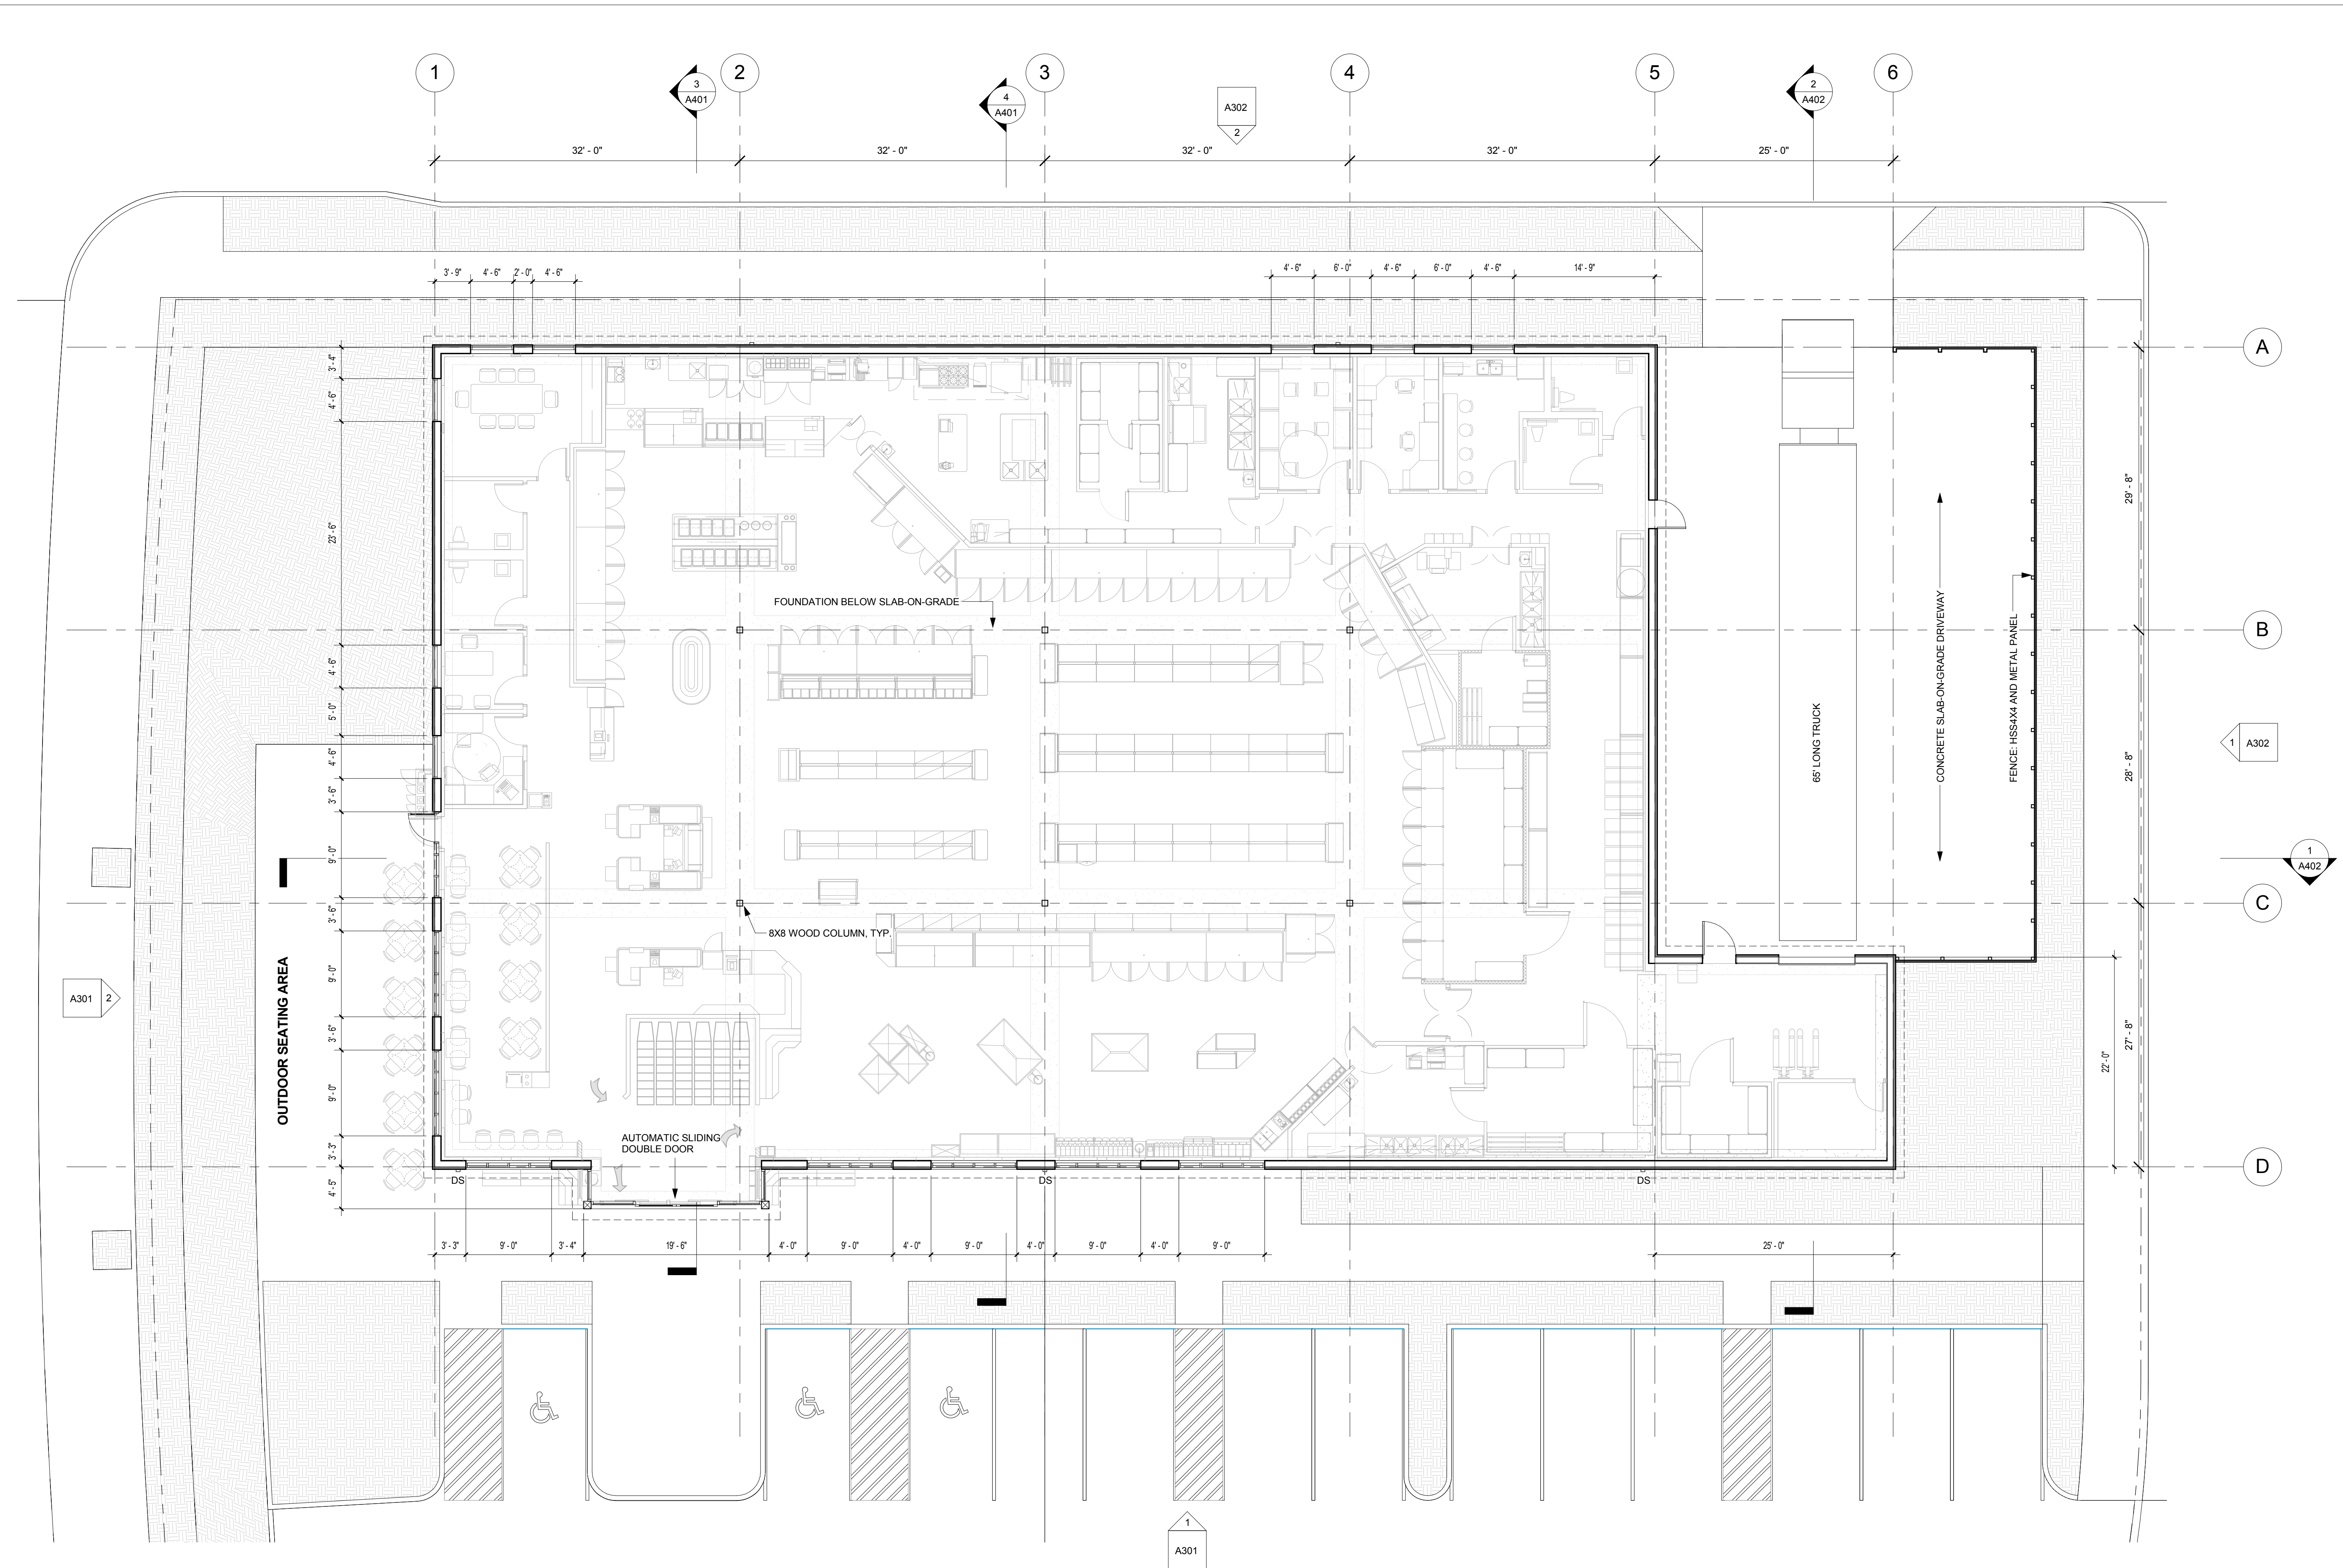 1
2
3
4
5
6
3
A401
4
A401
A302
2
2
A402
32' - 0"
32' - 0"
32' - 0"
32' - 0"
25' - 0"
3' - 9"
4' - 6"
2' - 0"
4' - 6"
4' - 6"
6' - 0"
4' - 6"
6' - 0"
4' - 6"
14' - 9"
A
B
C
D
3'- 4"
4' - 6"
23' - 6"
4' - 6"
5' - 0"
4' - 6"
3' - 6"
9' - 0"
3' - 6"
9' - 0"
3' - 6"
9' - 0"
3' - 3"
4' - 5"
29' - 8"
28' - 8"
27' - 8"
22' - 0"
FOUNDATION BELOW SLAB-ON-GRADE
8X8 WOOD COLUMN, TYP.
65' LONG TRUCK
CONCRETE SLAB-ON-GRADE DRIVEWAY
FENCE: HSS4X4 AND METAL PANEL
1
A302
1
A402
A301
2
OUTDOOR SEATING AREA
AUTOMATIC SLIDING
DOUBLE DOOR
DS
DS
DS
3' - 3"
9' - 0"
3' - 4"
19' - 6"
4' - 0"
9' - 0"
4' - 0"
9' - 0"
4' - 0"
9' - 0"
4' - 0"
9' - 0"
25' - 0"
1
A301